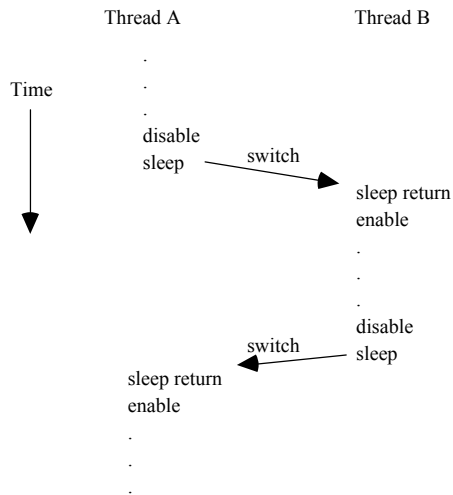 Thread A
Thread B
.
.
.
Time
disable
sleep
switch
sleep return
enable
.
.
.
disable
sleep
switch
sleep return
enable
.
.
.